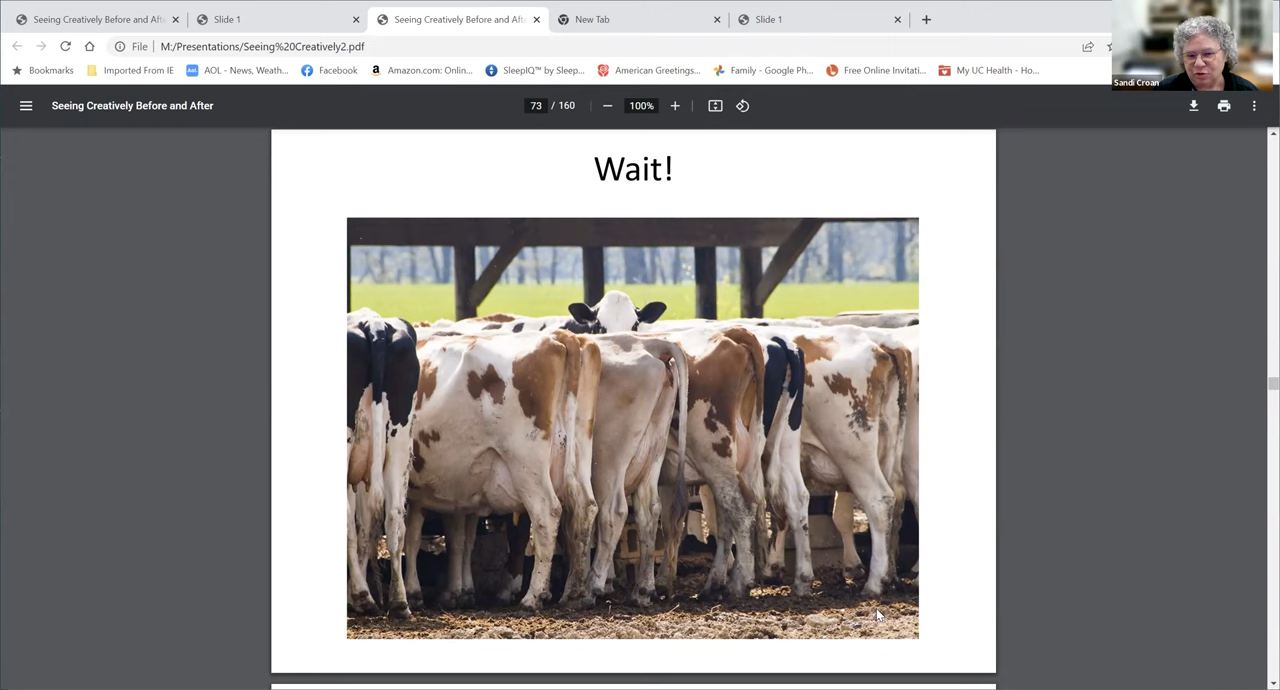 Seeing Creatively Before and Afte
Slide 1
Seeing Creatively Before and Afte
New Tab
Slide 1
File
M:/Presentations/Seeing%20Creatively2.pdf
Bookmarks
Imported From IE
AOL - News, Weath...
Facebook
Amazon.com: Onlin...
SleepIQ™ by Sleep...
American Greetings...
Family - Google Ph...
Free Online Invitati...
My UC Health - Ho...
Sandi Croan
Seeing Creatively Before and After
73 / 160
100%
Wait!